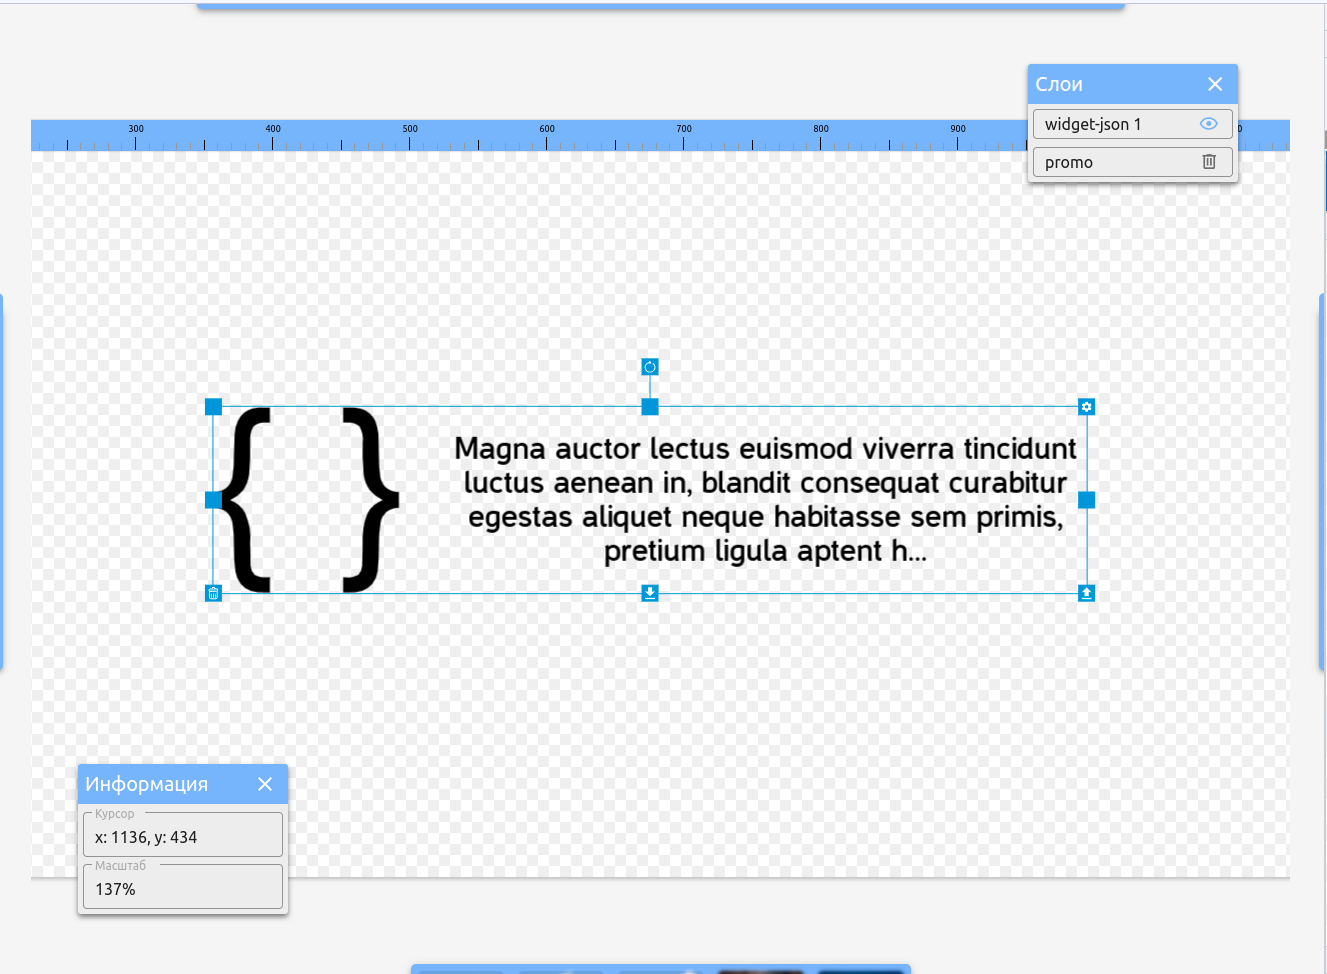 Слои
300 400 500 600 700 800 900
widget-json 1
promo
{ }
Magna auctor lectus euismod viverra tincidunt
luctus aenean in, blandit consequat curabitur
egestas aliquet neque habitasse sem primis,
pretium ligula aptent h...
Информация
Курсор
x: 1136, y: 434
Масштаб
137%